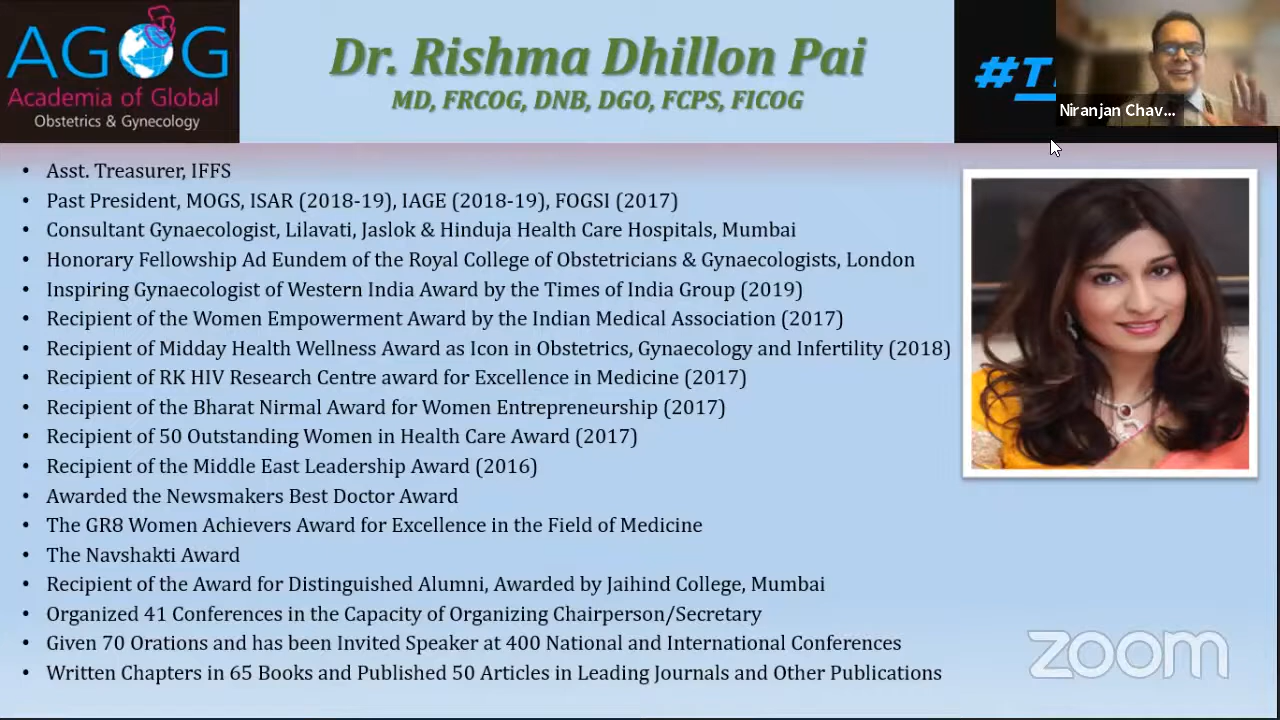 AGOG
Academia of Global
Obstetrics & Gynecology
Dr. Rishma Dhillon Pai
MD, FRCOG, DNB, DGO, FCPS, FICOG
#T
Niranjan Chav...
• Asst. Treasurer, IFFS
• Past President, MOGS, ISAR (2018-19), IAGE (2018-19), FOGSI (2017)
• Consultant Gynaecologist, Lilavati, Jaslok & Hinduja Health Care Hospitals, Mumbai
• Honorary Fellowship Ad Eundem of the Royal College of Obstetricians & Gynaecologists, London
• Inspiring Gynaecologist of Western India Award by the Times of India Group (2019)
• Recipient of the Women Empowerment Award by the Indian Medical Association (2017)
• Recipient of Midday Health Wellness Award as Icon in Obstetrics, Gynaecology and Infertility (2018)
• Recipient of RK HIV Research Centre award for Excellence in Medicine (2017)
• Recipient of the Bharat Nirmal Award for Women Entrepreneurship (2017)
• Recipient of 50 Outstanding Women in Health Care Award (2017)
• Recipient of the Middle East Leadership Award (2016)
• Awarded the Newsmakers Best Doctor Award
• The GR8 Women Achievers Award for Excellence in the Field of Medicine
• The Navshakti Award
• Recipient of the Award for Distinguished Alumni, Awarded by Jaihind College, Mumbai
• Organized 41 Conferences in the Capacity of Organizing Chairperson/Secretary
• Given 70 Orations and has been Invited Speaker at 400 National and International Conferences
• Written Chapters in 65 Books and Published 50 Articles in Leading Journals and Other Publications
zoom